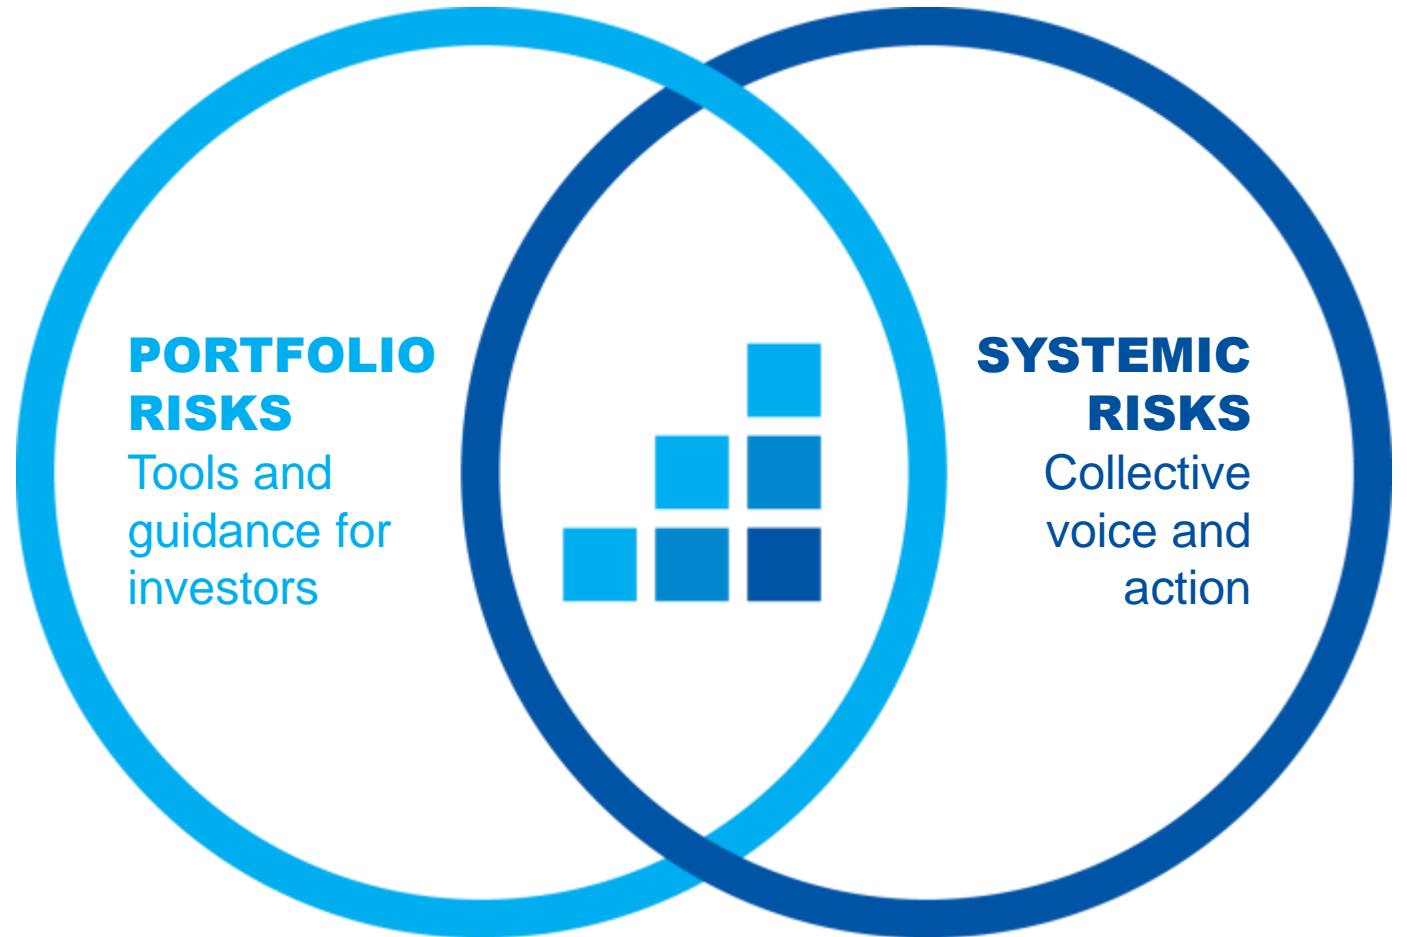 PORTFOLIO
RISKS
Tools and
guidance for
investors
SYSTEMIC
RISKS
Collective
voice and
action